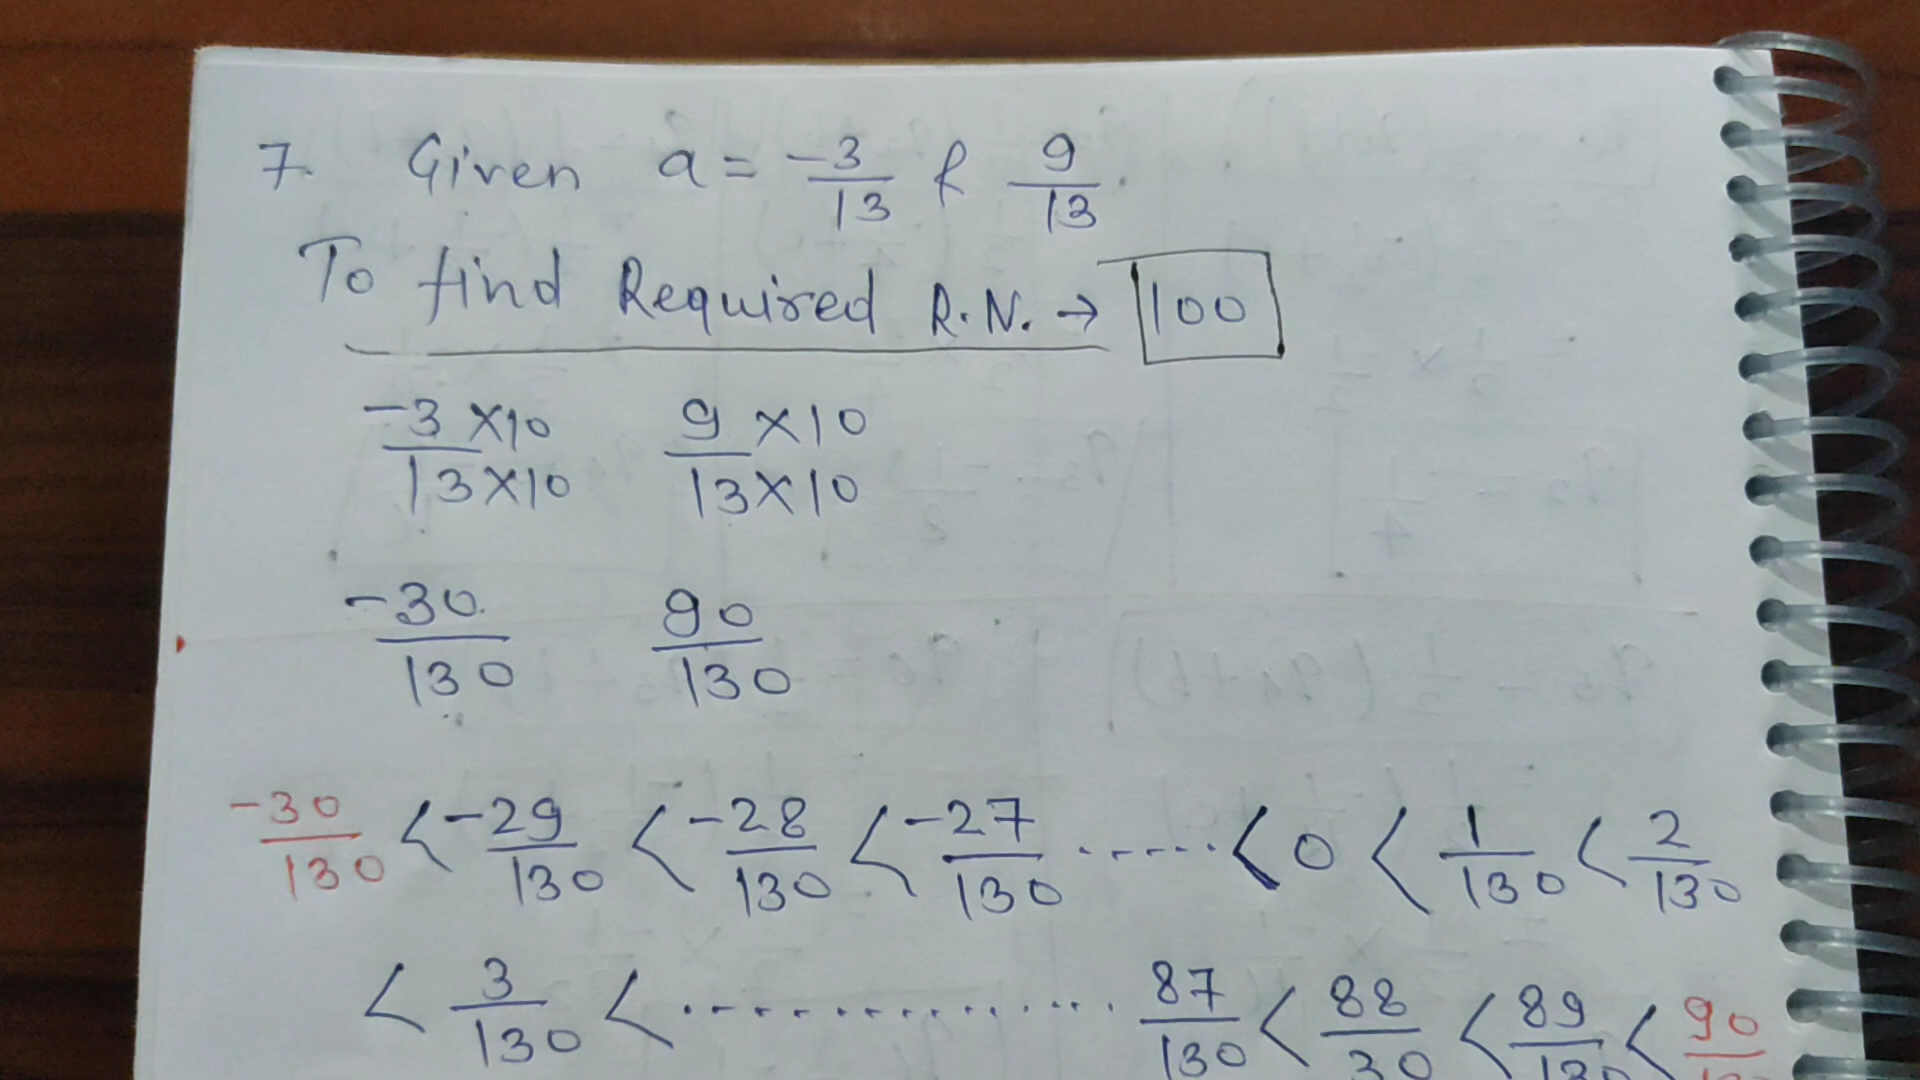 7. Given a = -3/13 & 9/13.
To find Required R.N. → 100
-3×10/13×10 9×10/13×10
-30/130 90/130
-30/130 < -29/130 < -28/130 < -27/130 ...... < 0 < 1/130 < 2/130
< 3/130 < .............. 87/130 < 88/30 < 89/130 < 90